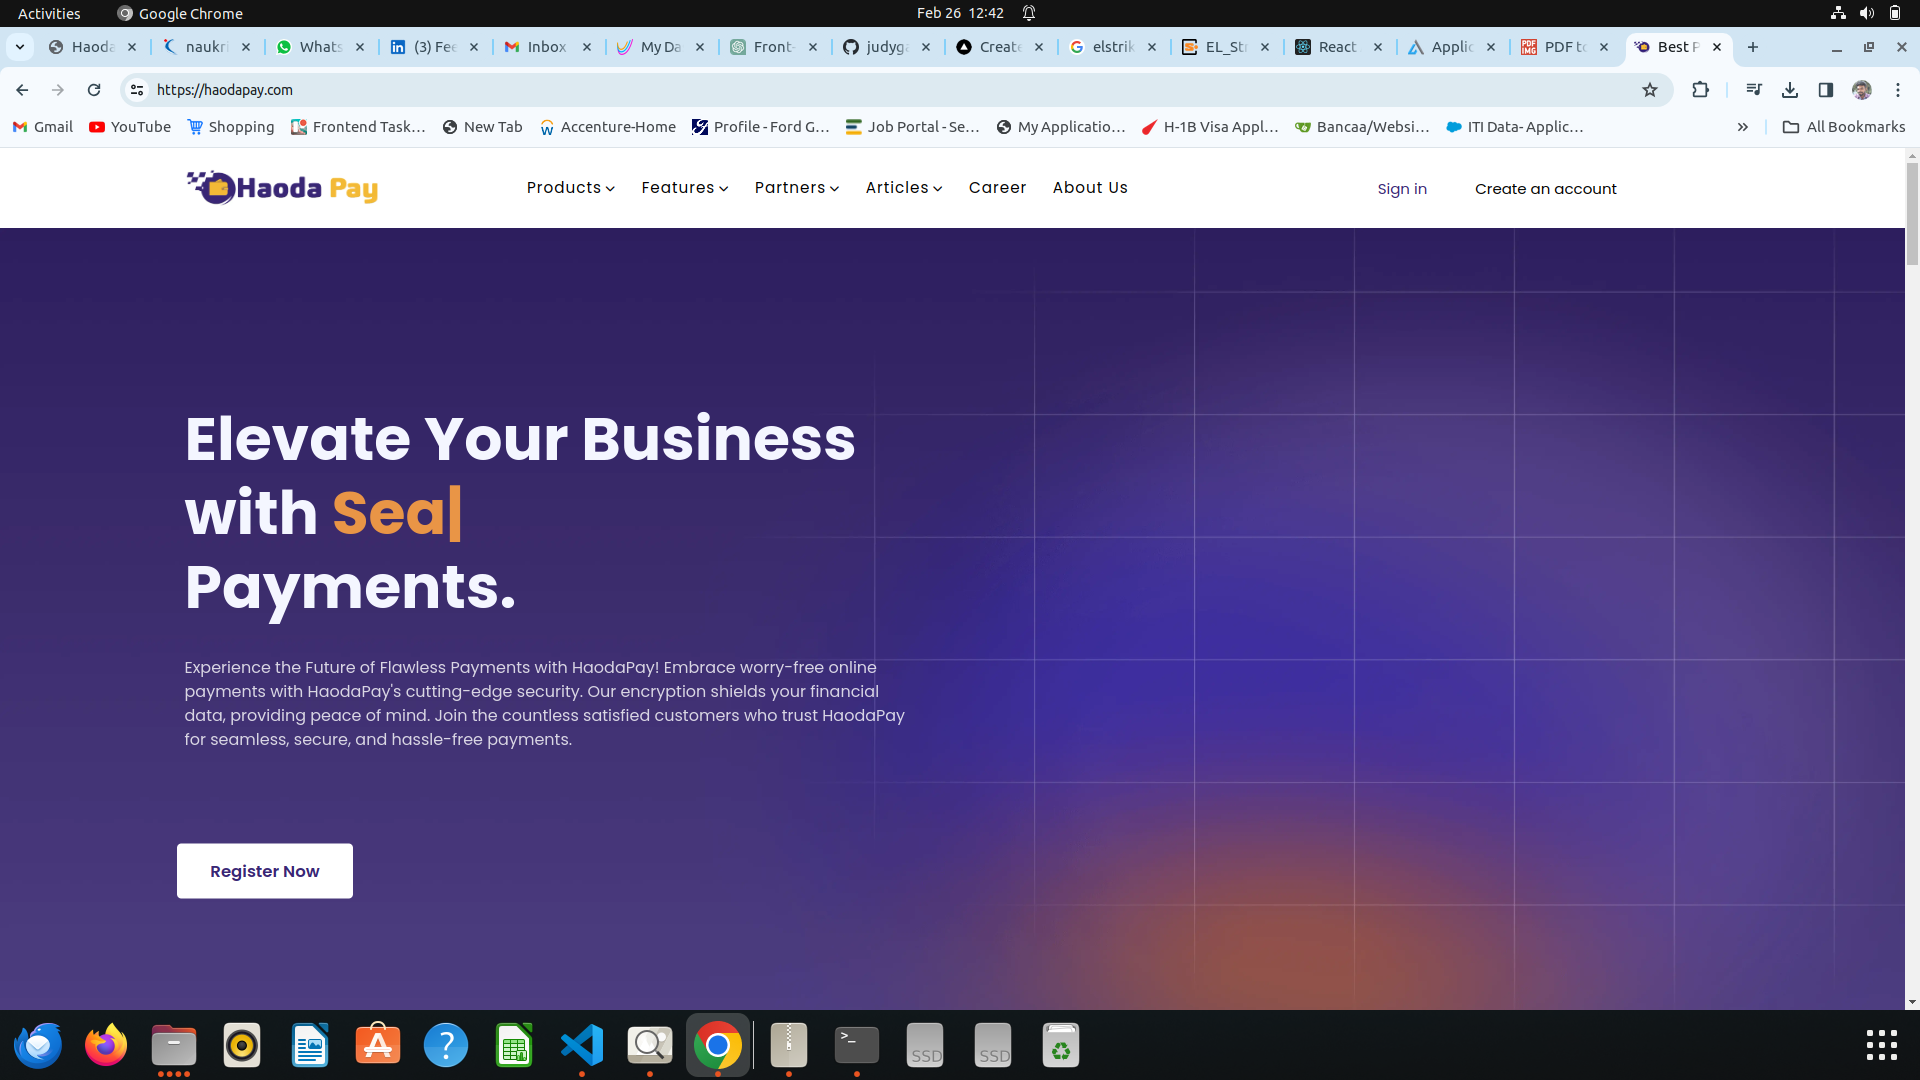 Activities
Google Chrome
Feb 26 12:42
Haoda
naukri
Whats
(3) Fee
Inbox
My Da
Front-
judyga
Create
elstrik
EL_Str
React
Applic
PDF to
Best P
https://haodapay.com
Gmail
YouTube
Shopping
Frontend Task...
New Tab
Accenture-Home
Profile - Ford G...
Job Portal - Se...
My Applicatio...
H-1B Visa Appl...
Bancaa/Websi...
ITI Data- Applic...
All Bookmarks
Haoda Pay
Products
Features
Partners
Articles
Career
About Us
Sign in
Create an account
Elevate Your Business
with Sea|
Payments.
Experience the Future of Flawless Payments with HaodaPay! Embrace worry-free online
payments with HaodaPay's cutting-edge security. Our encryption shields your financial
data, providing peace of mind. Join the countless satisfied customers who trust HaodaPay
for seamless, secure, and hassle-free payments.
Register Now
SSD
SSD